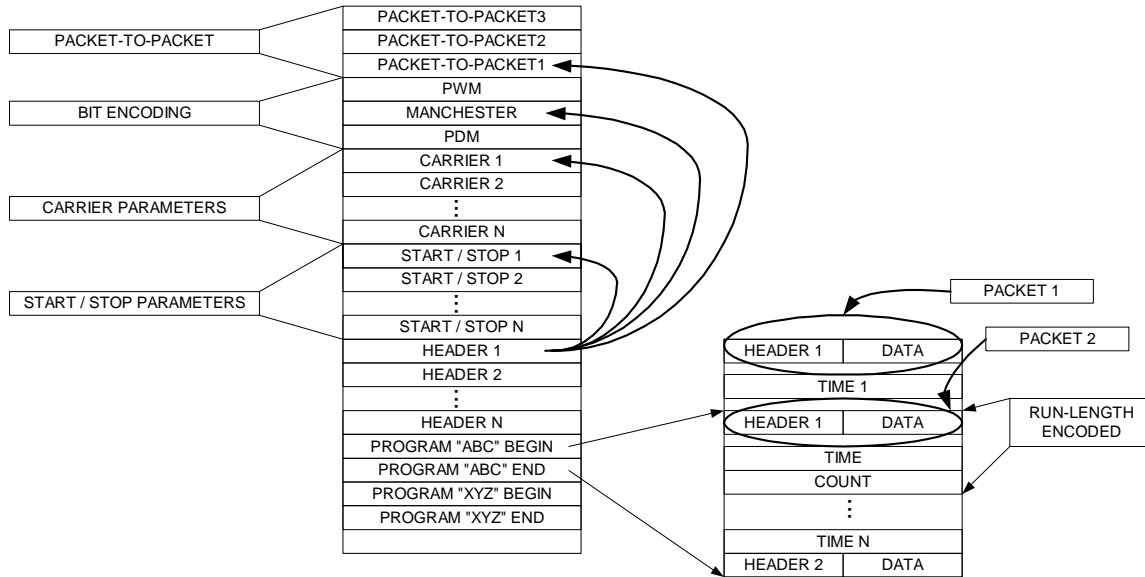 PACKET-TO-PACKET
BIT ENCODING
CARRIER PARAMETERS
START / STOP PARAMETERS
PACKET-TO-PACKET3
PACKET-TO-PACKET2
PACKET-TO-PACKET1
PWM
MANCHESTER
PDM
CARRIER 1
CARRIER 2
⋮
CARRIER N
START / STOP 1
START / STOP 2
⋮
START / STOP N
HEADER 1
HEADER 2
⋮
HEADER N
PROGRAM "ABC" BEGIN
PROGRAM "ABC" END
PROGRAM "XYZ" BEGIN
PROGRAM "XYZ" END
PACKET 1
PACKET 2
HEADER 1 DATA
TIME 1
HEADER 1 DATA
TIME
COUNT
⋮
TIME N
HEADER 2 DATA
RUN-LENGTH
ENCODED